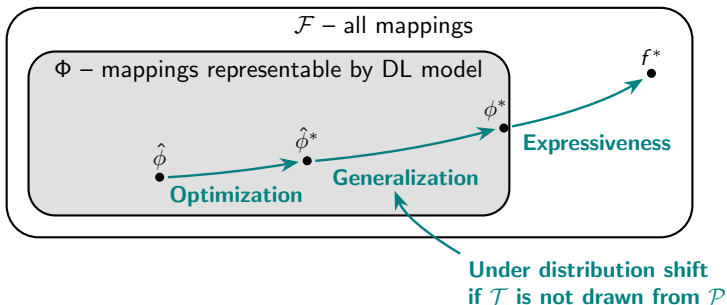 𝓕 – all mappings
Φ – mappings representable by DL model
f*
ϕ*
ϕ̂*
ϕ̂
Expressiveness
Generalization
Optimization
Under distribution shift
if 𝒯 is not drawn from 𝒫